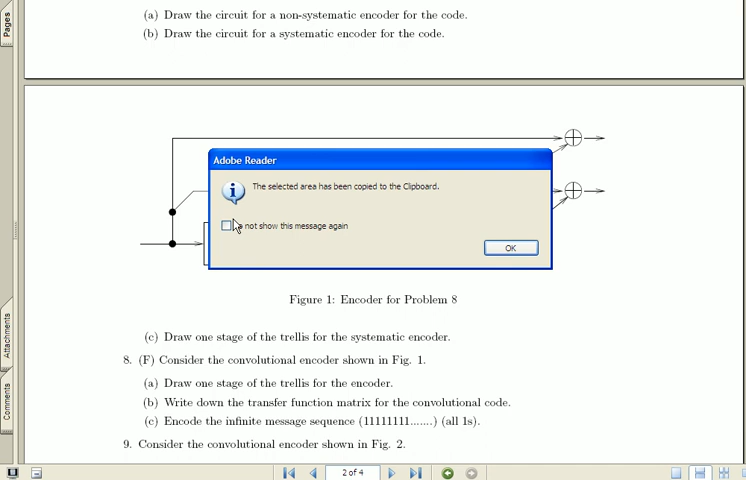 Pages
(a) Draw the circuit for a non-systematic encoder for the code.
(b) Draw the circuit for a systematic encoder for the code.
Adobe Reader
The selected area has been copied to the Clipboard.
not show this message again
OK
Figure 1: Encoder for Problem 8
(c) Draw one stage of the trellis for the systematic encoder.
8. (F) Consider the convolutional encoder shown in Fig. 1.
(a) Draw one stage of the trellis for the encoder.
(b) Write down the transfer function matrix for the convolutional code.
(c) Encode the infinite message sequence (11111111.......) (all 1s).
9. Consider the convolutional encoder shown in Fig. 2.
Attachments
Comments
2 of 4